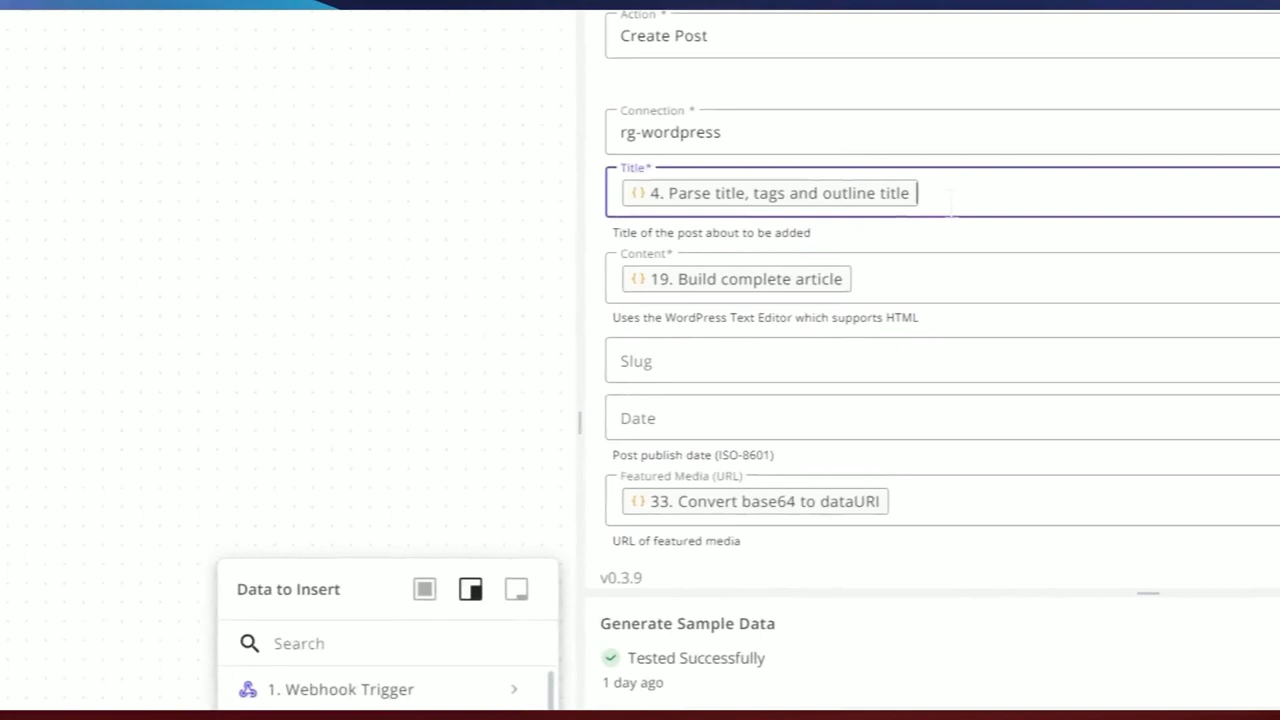 Action *
Create Post
Connection *
rg-wordpress
Title*
4. Parse title, tags and outline title
Title of the post about to be added
Content*
19. Build complete article
Uses the WordPress Text Editor which supports HTML
Slug
Date
Post publish date (ISO-8601)
Featured Media (URL)
33. Convert base64 to dataURI
URL of featured media
v0.3.9
Data to Insert
Search
1. Webhook Trigger
Generate Sample Data
Tested Successfully
1 day ago